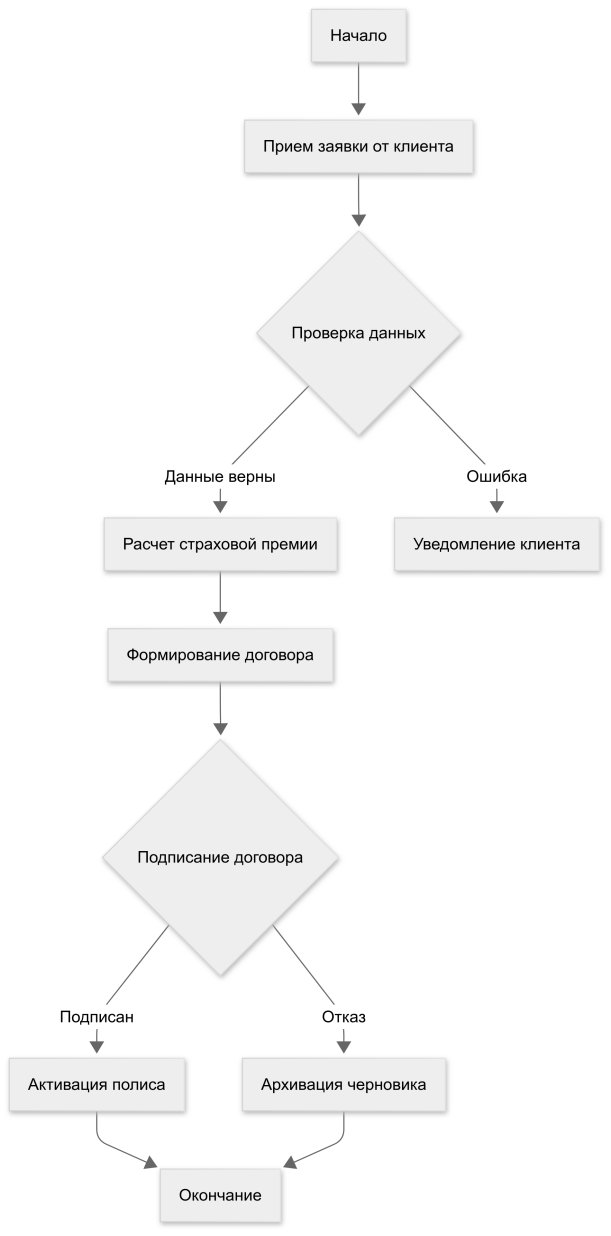 Начало
Прием заявки от клиента
Проверка данных
Данные верны
Ошибка
Расчет страховой премии
Уведомление клиента
Формирование договора
Подписание договора
Подписан
Отказ
Активация полиса
Архивация черновика
Окончание